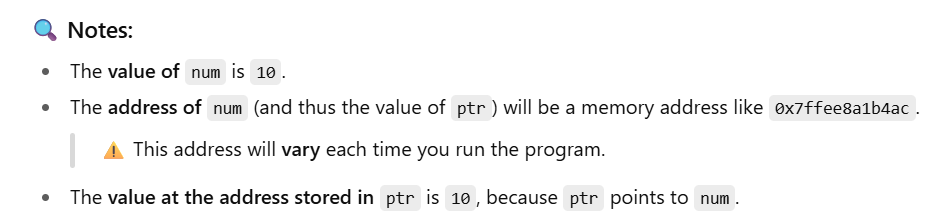 🔍 Notes:
• The value of num is 10.
• The address of num (and thus the value of ptr) will be a memory address like 0x7ffee8a1b4ac.
⚠️ This address will vary each time you run the program.
• The value at the address stored in ptr is 10, because ptr points to num.